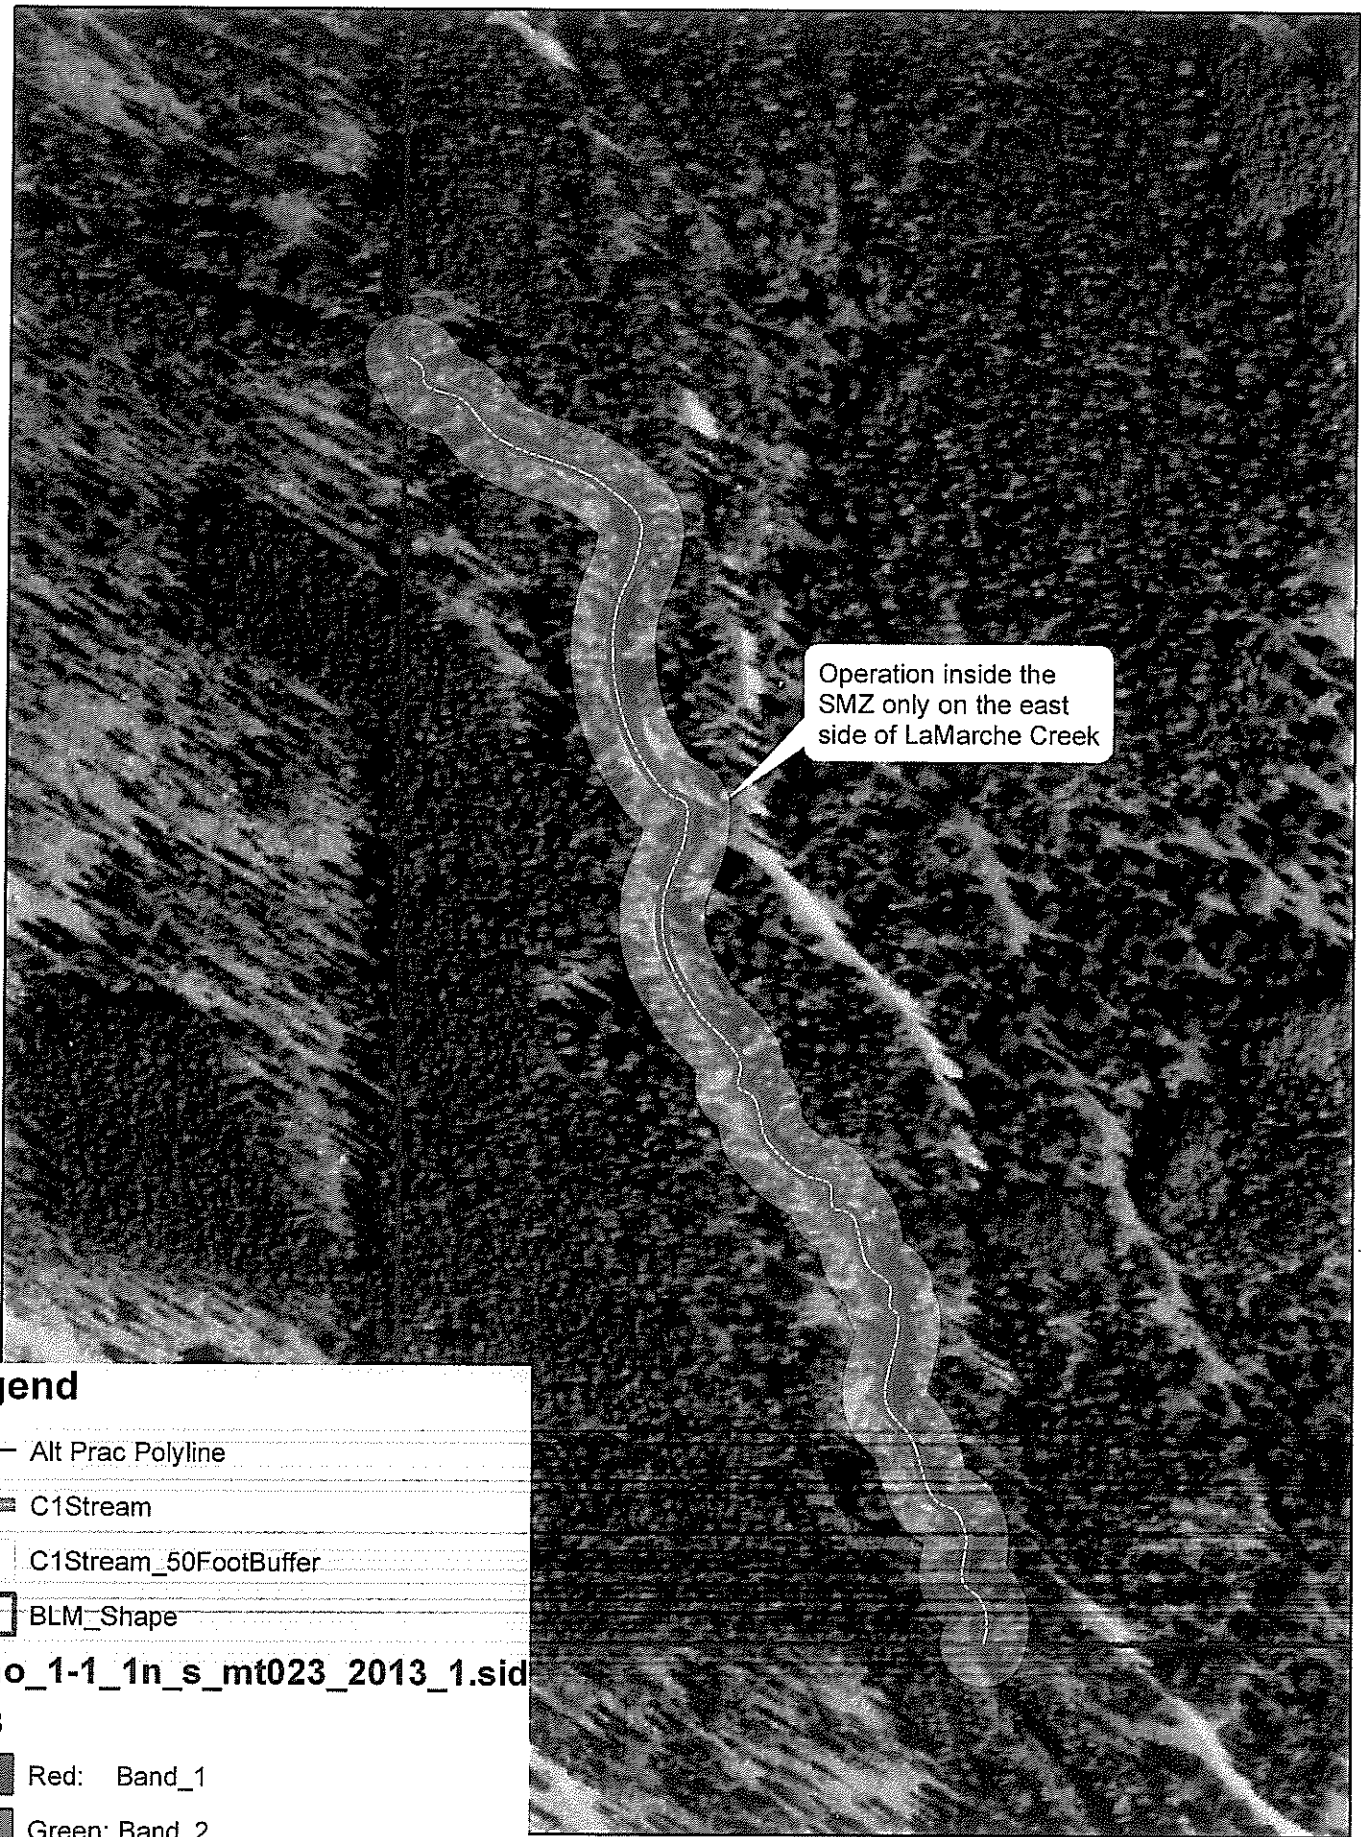 Operation inside the
SMZ only on the east
side of LaMarche Creek
gend
Alt Prac Polyline
C1Stream
C1Stream_50FootBuffer
BLM_Shape
o_1-1_1n_s_mt023_2013_1.sid
Red: Band_1
Green: Band_2